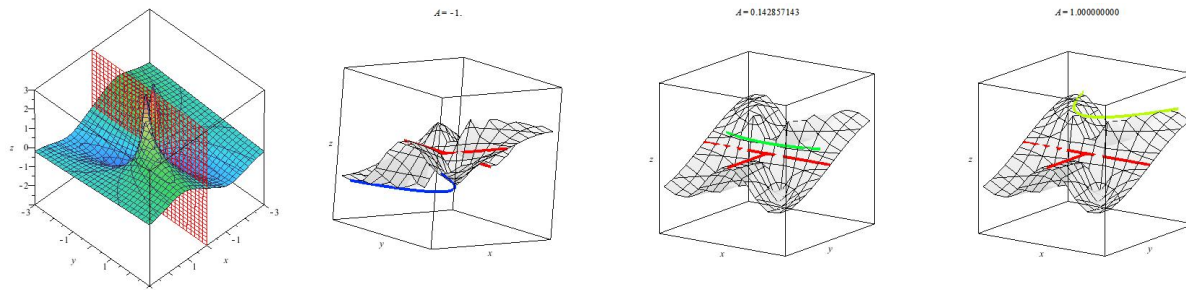 A = -1.
A = 0.142857143
A = 1.000000000
3
2
1
z 0
-1
-2
-3
-1
y
1
3
-3
-1
x
1
3
z
y
x
z
x
y
z
x
y